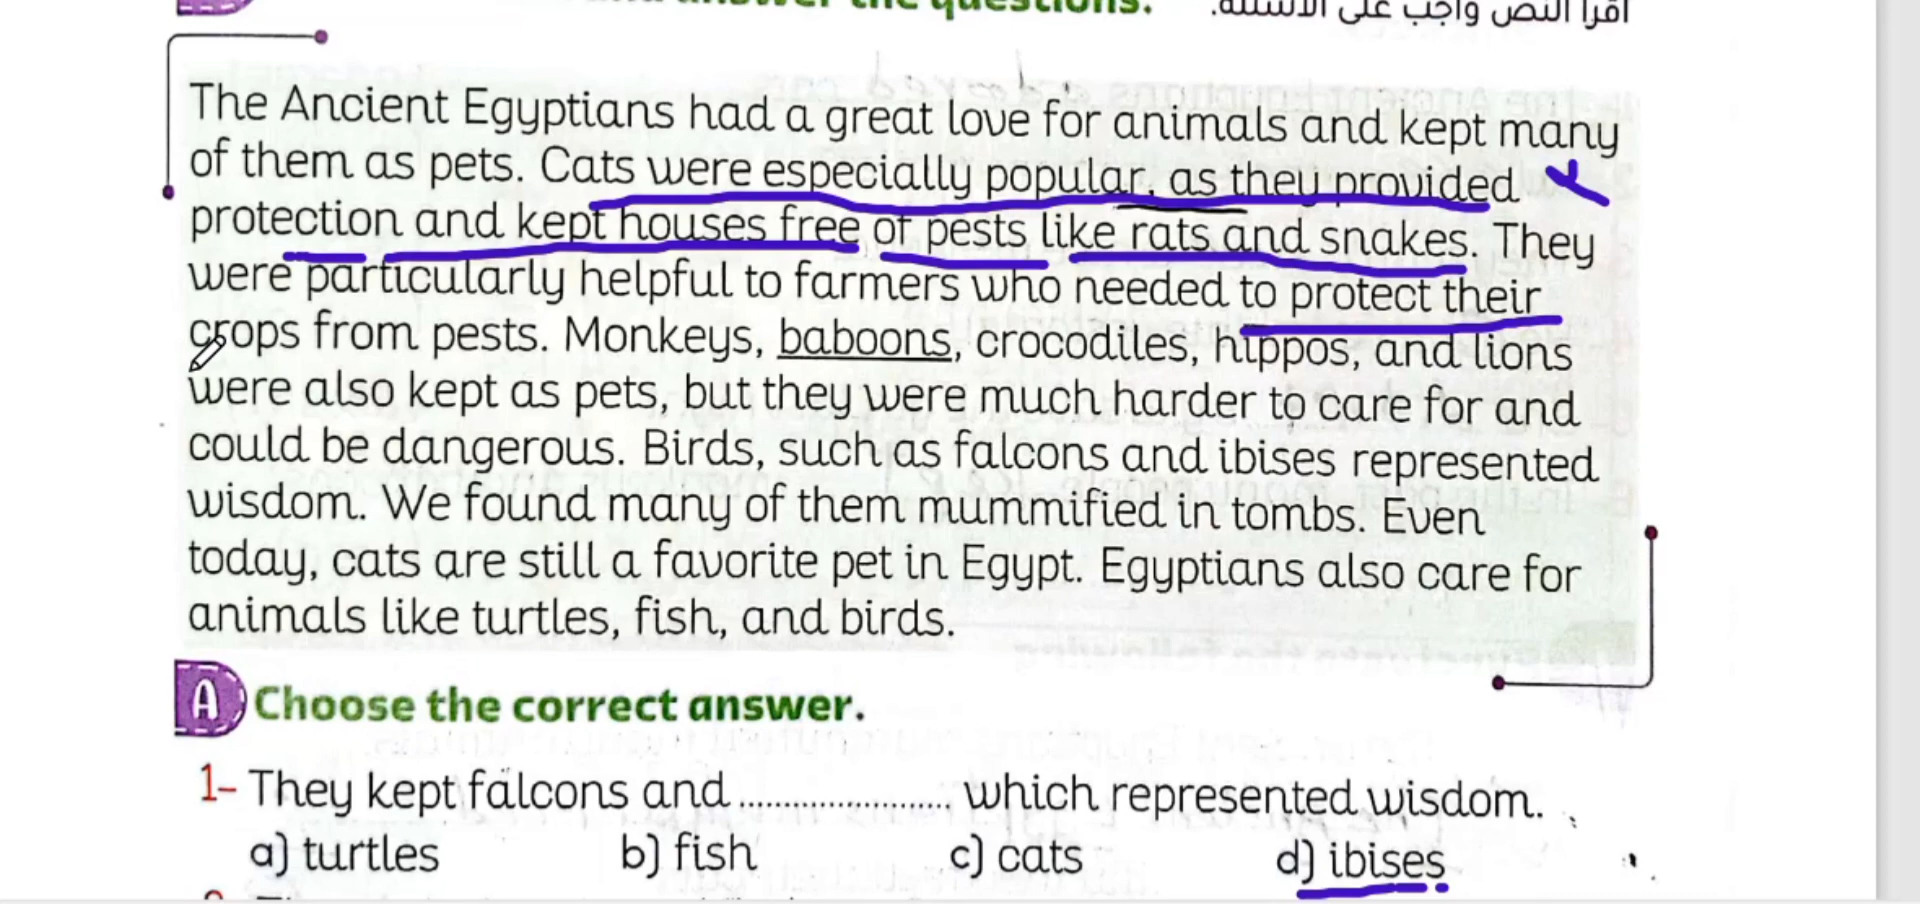 answer the questions. اقرأ النص وأجب على الأسئلة.
The Ancient Egyptians had a great love for animals and kept many
of them as pets. Cats were especially popular, as they provided
protection and kept houses free of pests like rats and snakes. They
were particularly helpful to farmers who needed to protect their
crops from pests. Monkeys, baboons, crocodiles, hippos, and lions
were also kept as pets, but they were much harder to care for and
could be dangerous. Birds, such as falcons and ibises represented
wisdom. We found many of them mummified in tombs. Even
today, cats are still a favorite pet in Egypt. Egyptians also care for
animals like turtles, fish, and birds.
A Choose the correct answer.
1- They kept falcons and ...................... which represented wisdom.
a) turtles b) fish c) cats d) ibises